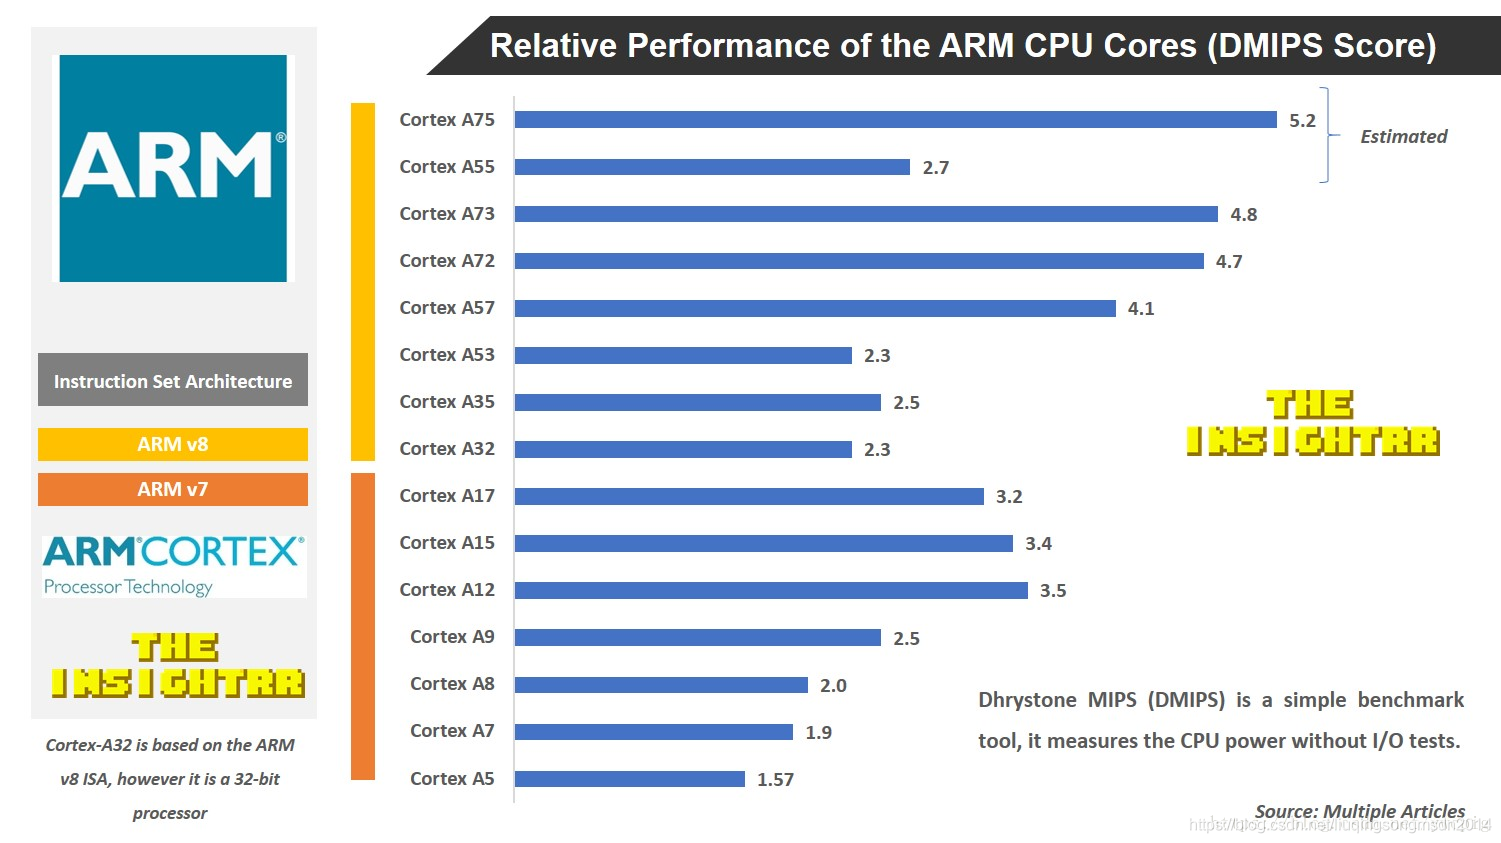 Relative Performance of the ARM CPU Cores (DMIPS Score)
ARM®
Instruction Set Architecture
ARM v8
ARM v7
ARM®CORTEX®
Processor Technology
THE
INSIGHTRR
Cortex-A32 is based on the ARM
v8 ISA, however it is a 32-bit
processor
Cortex A75 5.2
Cortex A55 2.7
Estimated
Cortex A73 4.8
Cortex A72 4.7
Cortex A57 4.1
Cortex A53 2.3
Cortex A35 2.5
Cortex A32 2.3
Cortex A17 3.2
Cortex A15 3.4
Cortex A12 3.5
Cortex A9 2.5
Cortex A8 2.0
Cortex A7 1.9
Cortex A5 1.57
THE
INSIGHTRR
Dhrystone MIPS (DMIPS) is a simple benchmark
tool, it measures the CPU power without I/O tests.
Source: Multiple Articles